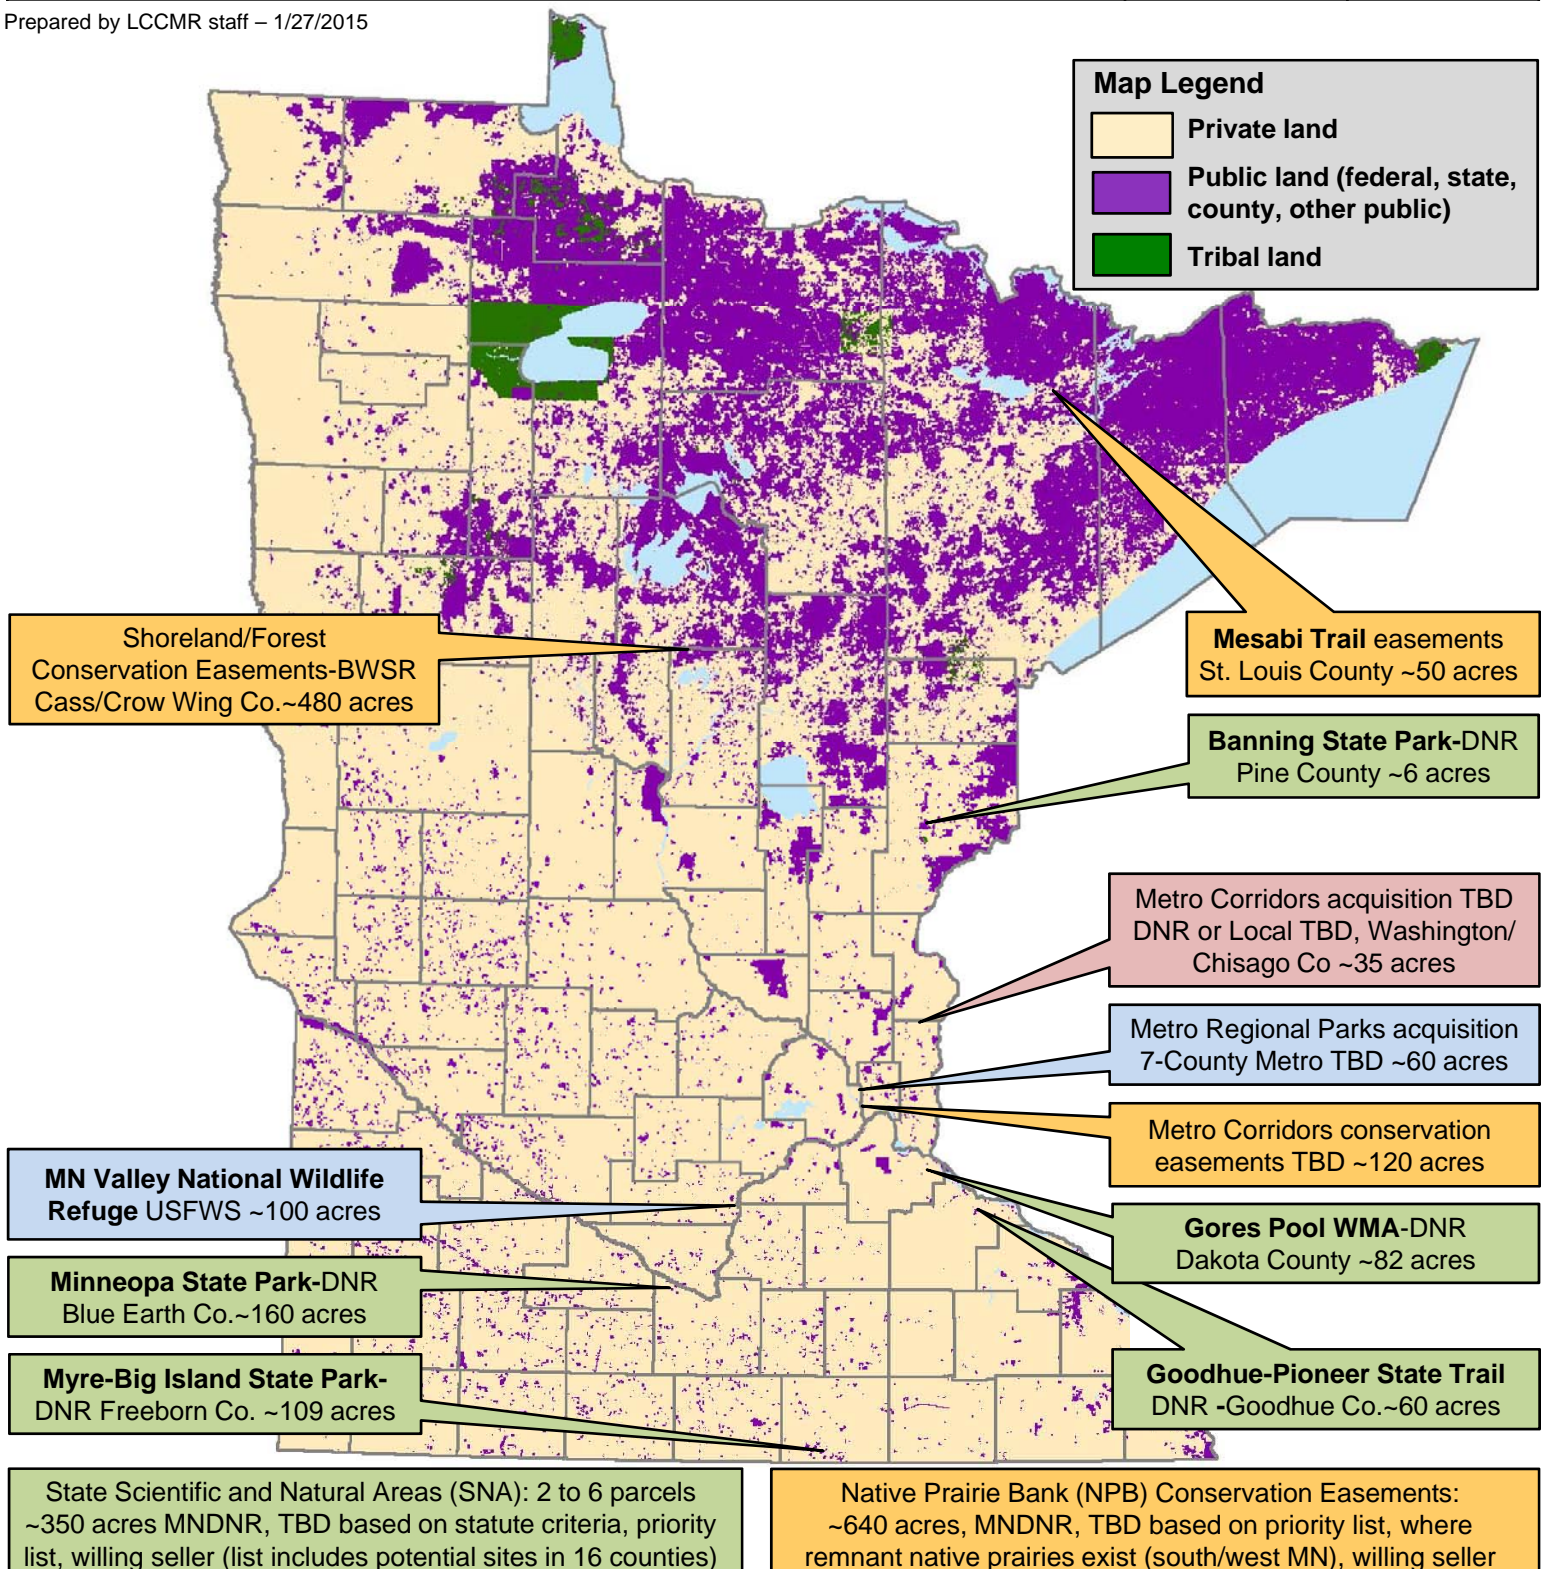 Prepared by LCCMR staff – 1/27/2015
Map Legend
Private land
Public land (federal, state,
county, other public)
Tribal land
Shoreland/Forest
Conservation Easements-BWSR
Cass/Crow Wing Co.~480 acres
Mesabi Trail easements
St. Louis County ~50 acres
Banning State Park-DNR
Pine County ~6 acres
Metro Corridors acquisition TBD
DNR or Local TBD, Washington/
Chisago Co ~35 acres
Metro Regional Parks acquisition
7-County Metro TBD ~60 acres
Metro Corridors conservation
easements TBD ~120 acres
MN Valley National Wildlife
Refuge USFWS ~100 acres
Gores Pool WMA-DNR
Dakota County ~82 acres
Minneopa State Park-DNR
Blue Earth Co.~160 acres
Myre-Big Island State Park-
DNR Freeborn Co. ~109 acres
Goodhue-Pioneer State Trail
DNR -Goodhue Co.~60 acres
State Scientific and Natural Areas (SNA): 2 to 6 parcels
~350 acres MNDNR, TBD based on statute criteria, priority
list, willing seller (list includes potential sites in 16 counties)
Native Prairie Bank (NPB) Conservation Easements:
~640 acres, MNDNR, TBD based on priority list, where
remnant native prairies exist (south/west MN), willing seller